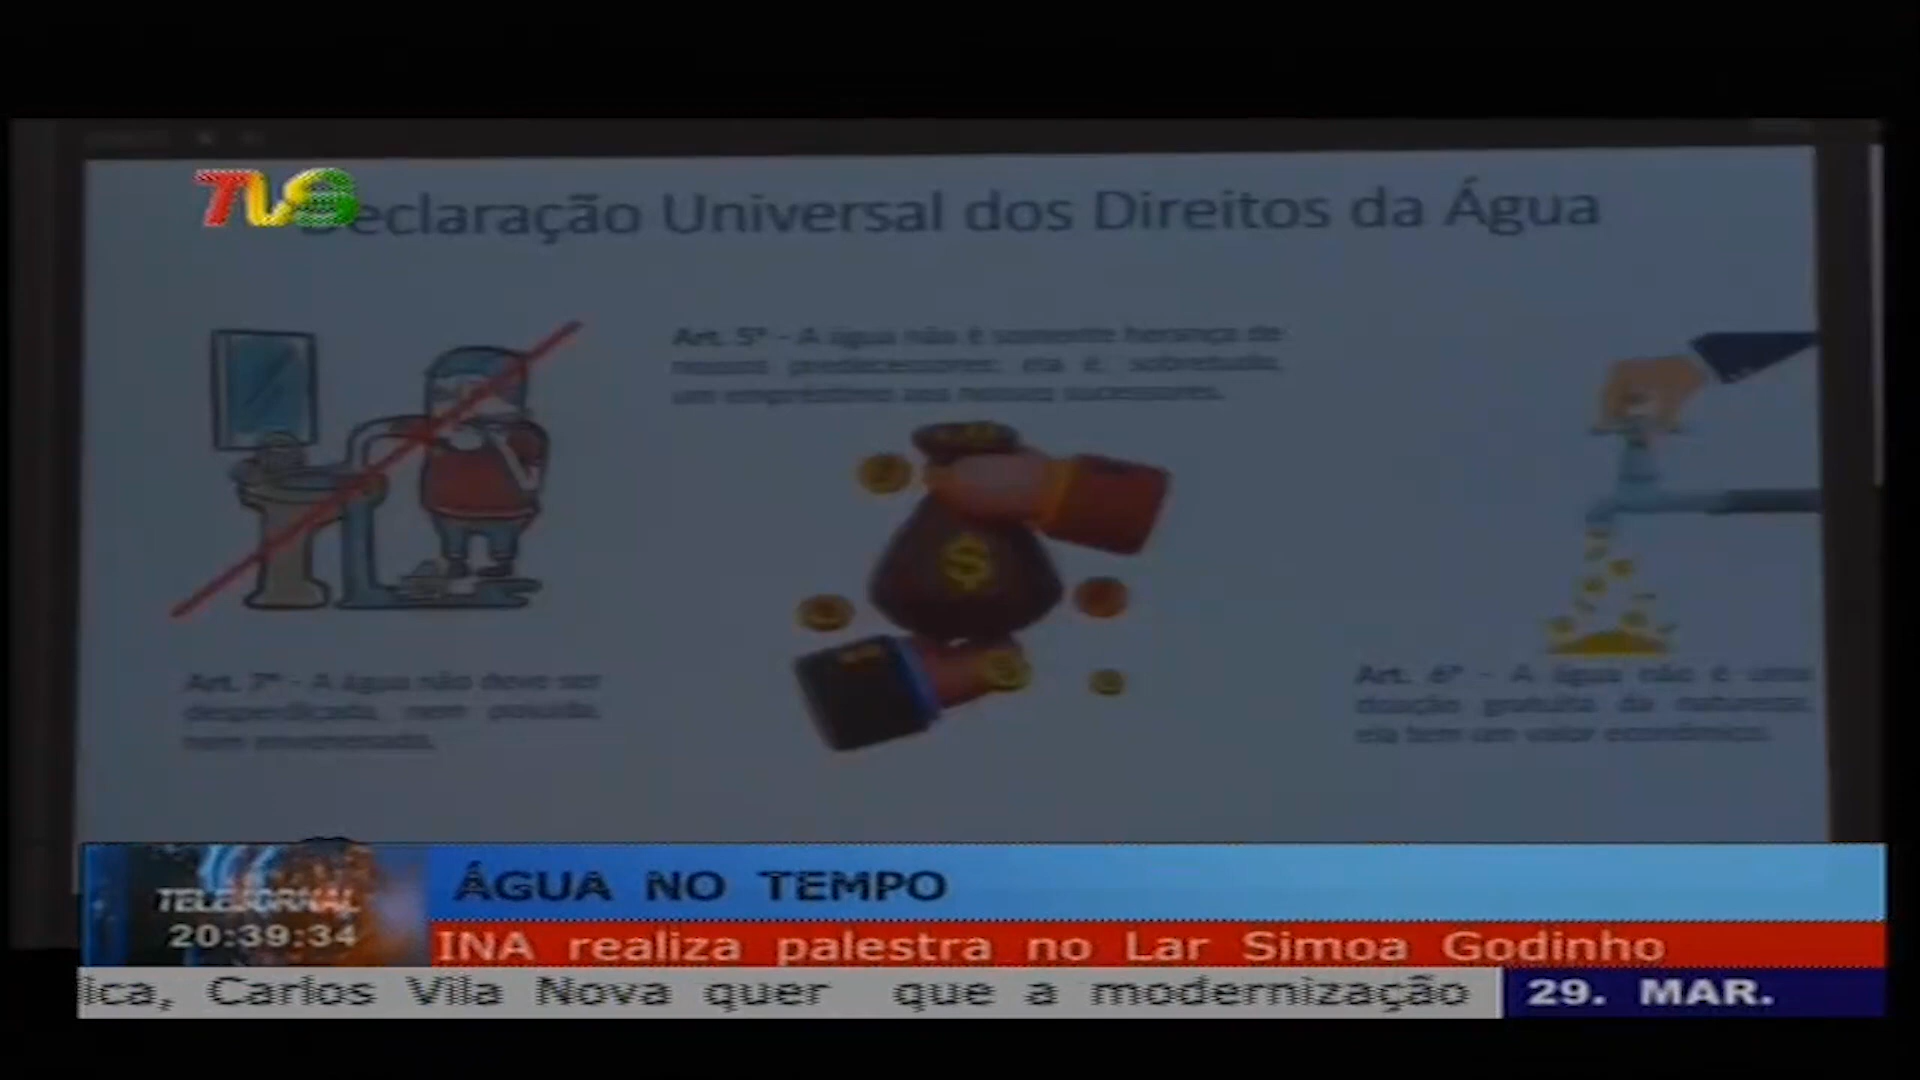 TVS
Declaração Universal dos Direitos da Água
Art. 5º - A água não é somente herança de
nossos predecessores; ela é, sobretudo,
um empréstimo aos nossos sucessores.
$
Art. 7º - A água não deve ser
desperdiçada, nem poluída,
nem envenenada.
Art. 6º - A água não é uma
doação gratuita da natureza;
ela tem um valor econômico.
TELEJORNAL
20:39:34
ÁGUA NO TEMPO
INA realiza palestra no Lar Simoa Godinho
ica, Carlos Vila Nova quer que a modernização
29. MAR.